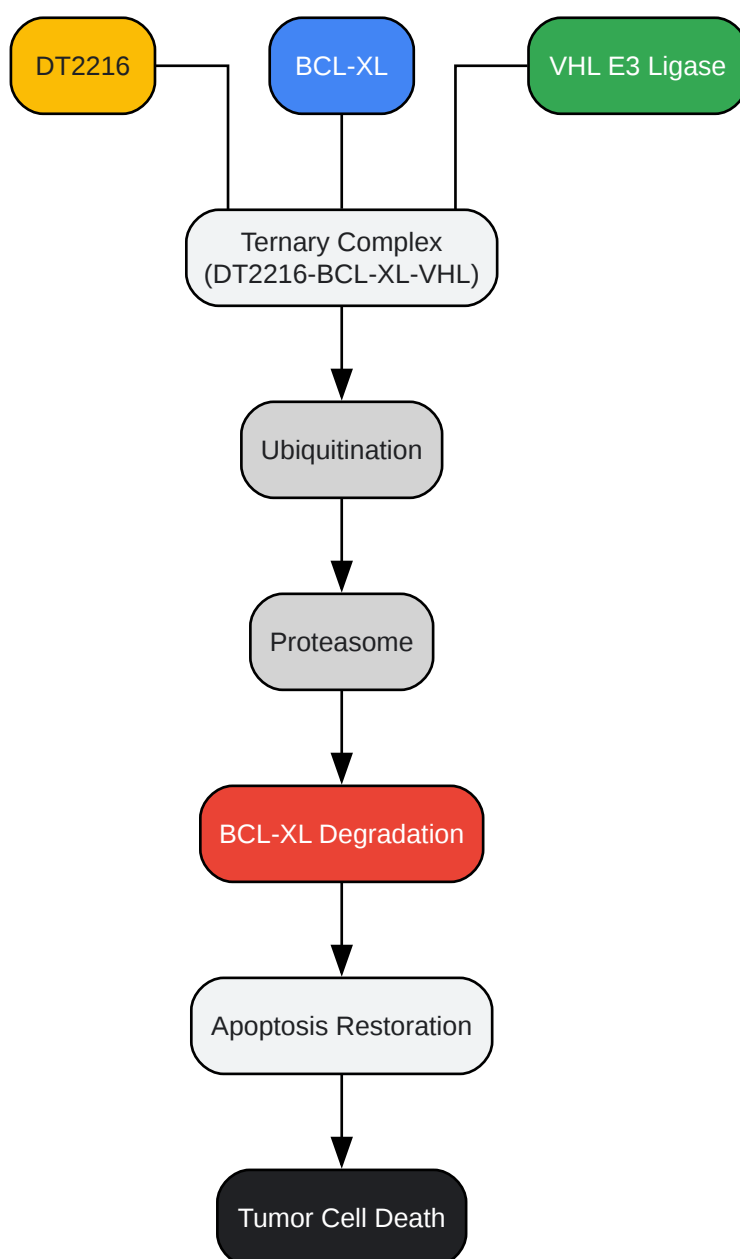 DT2216
BCL-XL
VHL E3 Ligase
Ternary Complex
(DT2216-BCL-XL-VHL)
Ubiquitination
Proteasome
BCL-XL Degradation
Apoptosis Restoration
Tumor Cell Death